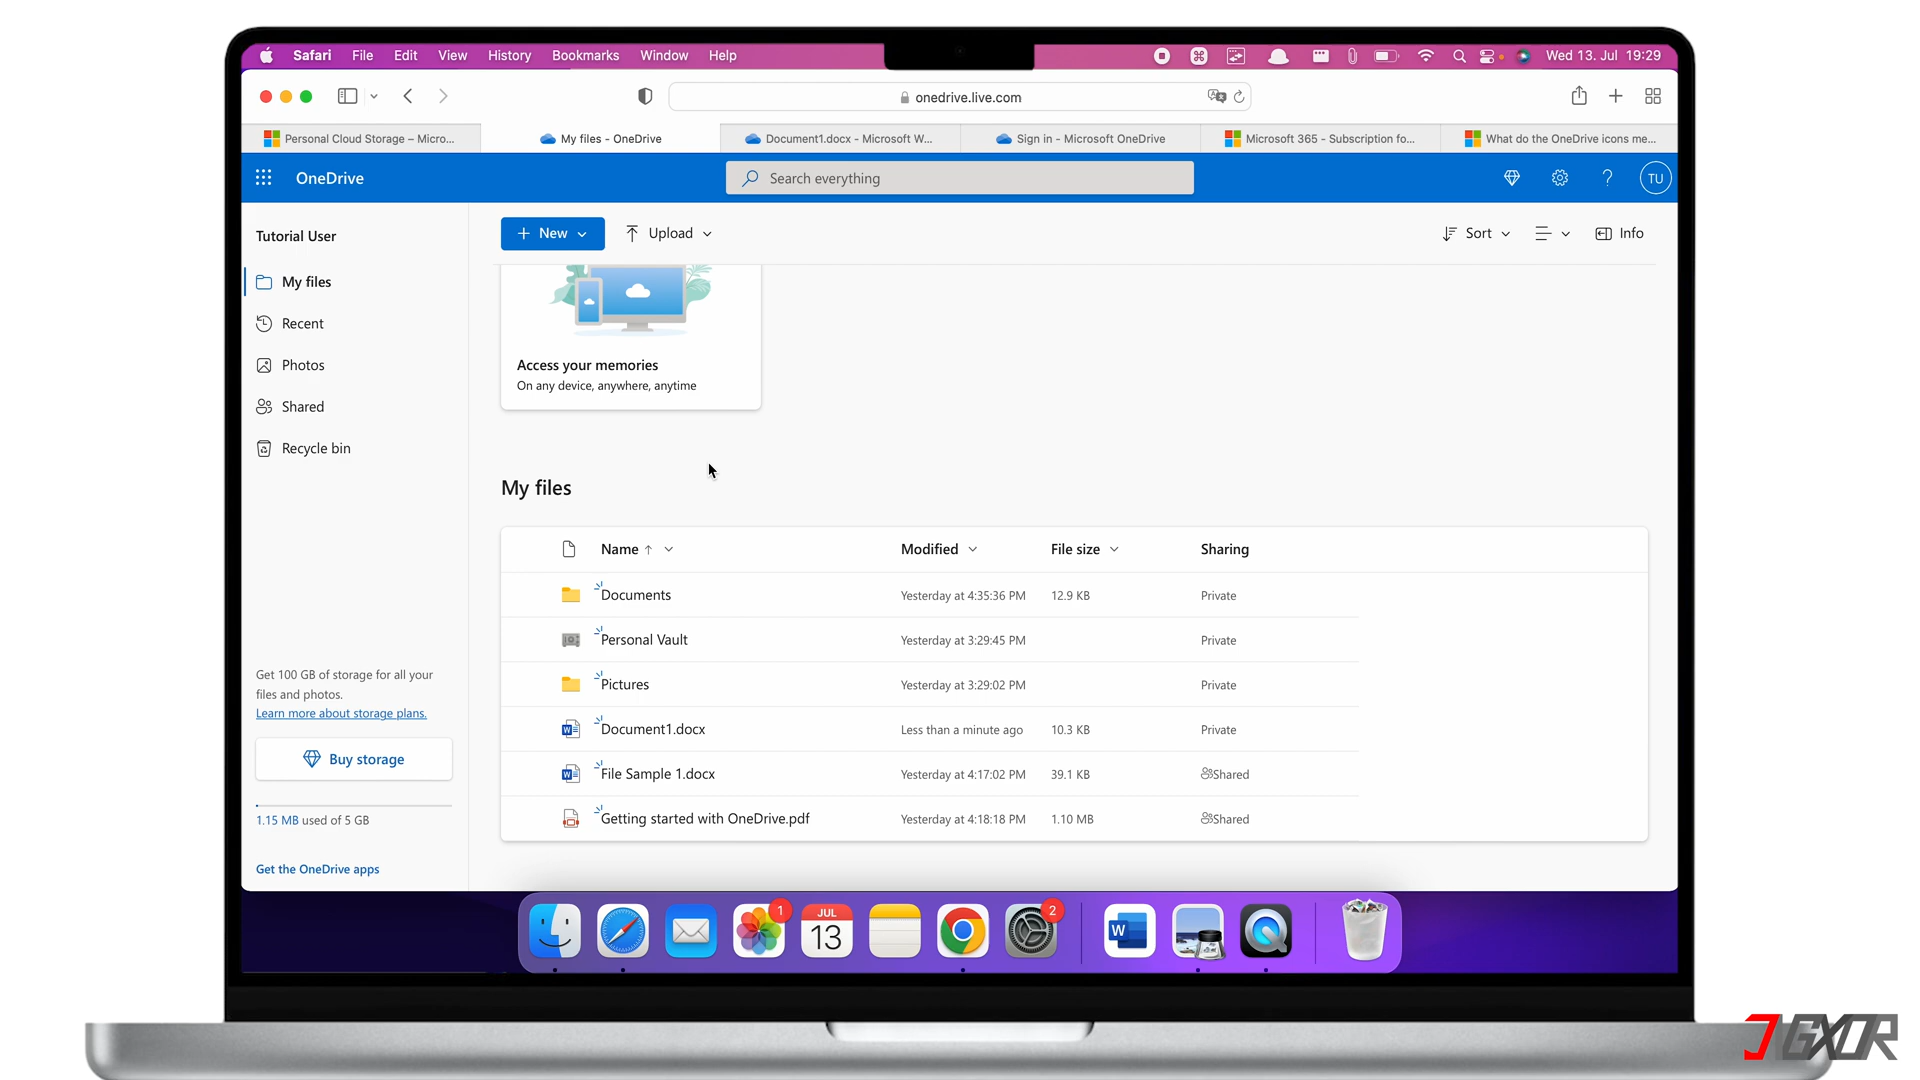 Safari File Edit View History Bookmarks Window Help Wed 13. Jul 19:29
onedrive.live.com
Personal Cloud Storage – Micro... My files - OneDrive Document1.docx - Microsoft W... Sign in - Microsoft OneDrive Microsoft 365 - Subscription fo... What do the OneDrive icons me...
OneDrive Search everything ? TU
Tutorial User
My files
Recent
Photos
Shared
Recycle bin
Get 100 GB of storage for all your
files and photos.
Learn more about storage plans.
Buy storage
1.15 MB used of 5 GB
Get the OneDrive apps
+ New Upload Sort Info
Access your memories
On any device, anywhere, anytime
My files
Name ↑ Modified File size Sharing
Documents Yesterday at 4:35:36 PM 12.9 KB Private
Personal Vault Yesterday at 3:29:45 PM Private
Pictures Yesterday at 3:29:02 PM Private
Document1.docx Less than a minute ago 10.3 KB Private
File Sample 1.docx Yesterday at 4:17:02 PM 39.1 KB Shared
Getting started with OneDrive.pdf Yesterday at 4:18:18 PM 1.10 MB Shared
1 JUL 13 2 W
JGXOR